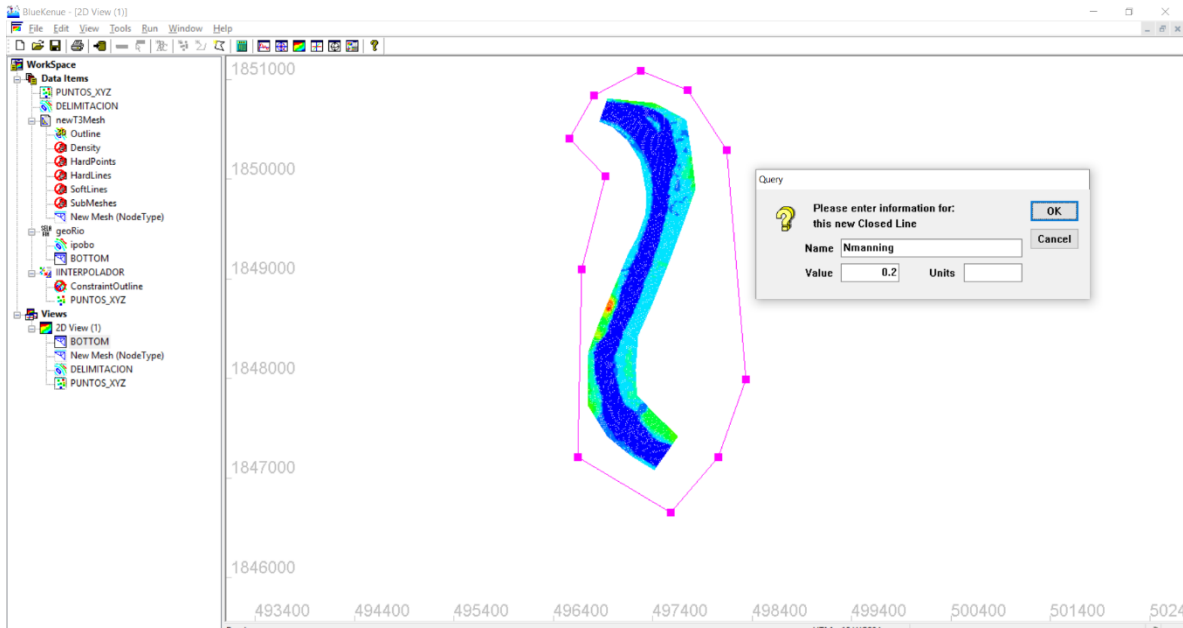 BlueKenue - [2D View (1)]
File Edit View Tools Run Window Help
WorkSpace
Data Items
PUNTOS_XYZ
DELIMITACION
newT3Mesh
Outline
Density
HardPoints
HardLines
SoftLines
SubMeshes
New Mesh (NodeType)
geoRio
ipobo
BOTTOM
IINTERPOLADOR
ConstraintOutline
PUNTOS_XYZ
Views
2D View (1)
BOTTOM
New Mesh (NodeType)
DELIMITACION
PUNTOS_XYZ
1851000
1850000
1849000
1848000
1847000
1846000
493400 494400 495400 496400 497400 498400 499400 500400 501400 5024
Query
Please enter information for:
this new Closed Line
Name Nmanning
Value 0.2 Units
OK
Cancel